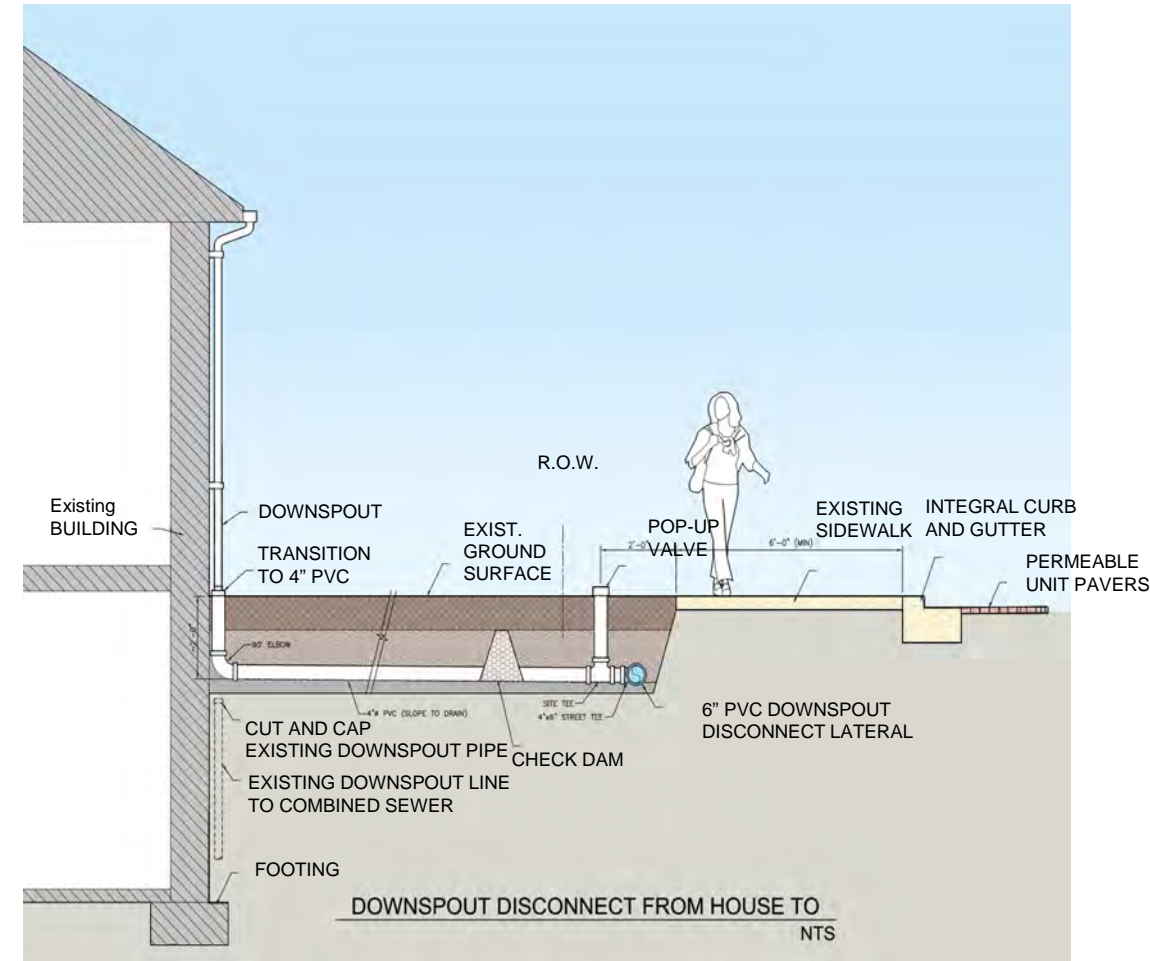 R.O.W.
Existing
BUILDING
DOWNSPOUT
TRANSITION
TO 4" PVC
EXIST.
GROUND
SURFACE
POP-UP
VALVE
2'-0"
6'-0" (MIN)
EXISTING
SIDEWALK
INTEGRAL CURB
AND GUTTER
PERMEABLE
UNIT PAVERS
90° ELBOW
4"ø PVC (SLOPE TO DRAIN)
SITE TEE
4"x6" STREET TEE
6” PVC DOWNSPOUT
DISCONNECT LATERAL
CUT AND CAP
EXISTING DOWNSPOUT PIPE
CHECK DAM
EXISTING DOWNSPOUT LINE
TO COMBINED SEWER
FOOTING
DOWNSPOUT DISCONNECT FROM HOUSE TO
NTS